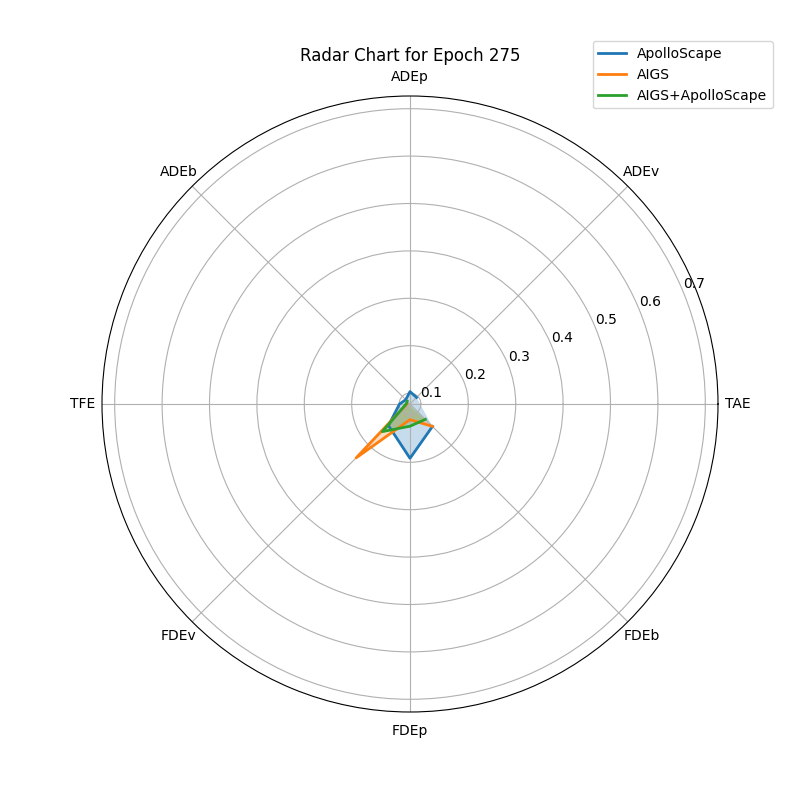 Radar Chart for Epoch 275
ApolloScape
AIGS
AIGS+ApolloScape
ADEp
ADEb
ADEv
0.7
0.6
0.5
0.4
0.3
0.2
0.1
TFE
TAE
FDEv
FDEb
FDEp